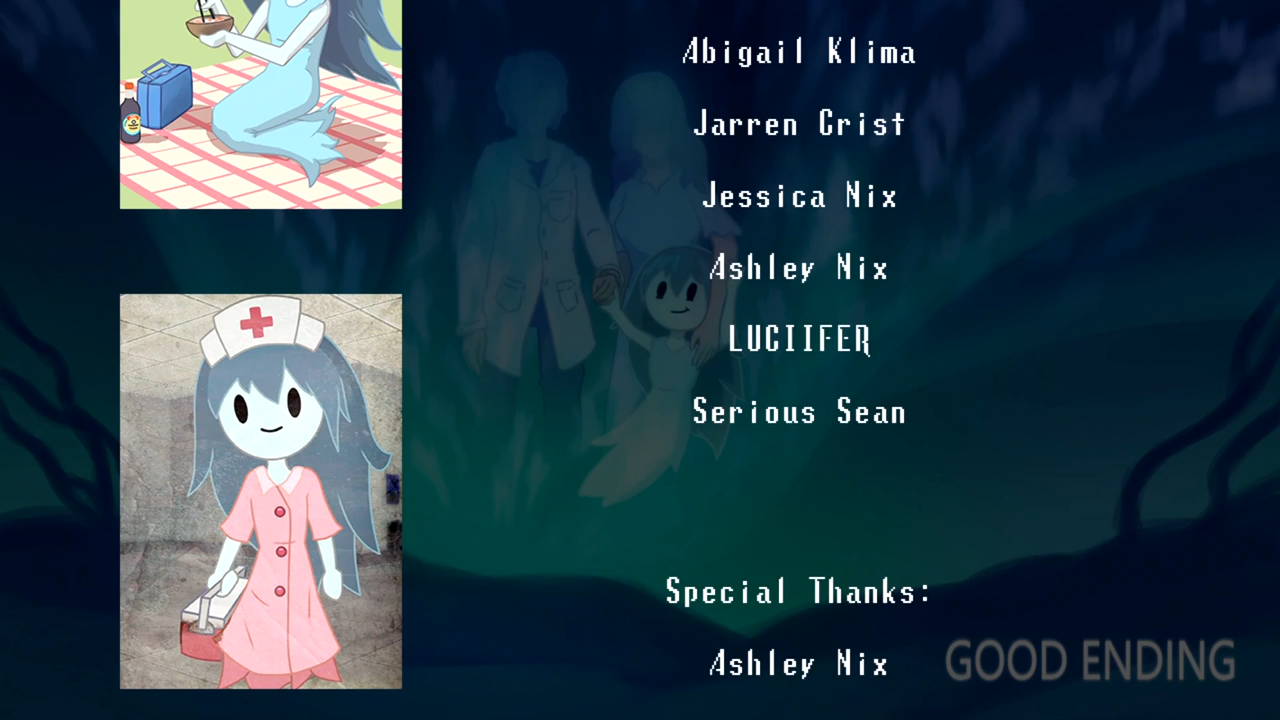 Abigail Klima
Jarren Crist
Jessica Nix
Ashley Nix
LUCIIFER
Serious Sean
Special Thanks:
Ashley Nix
GOOD ENDING